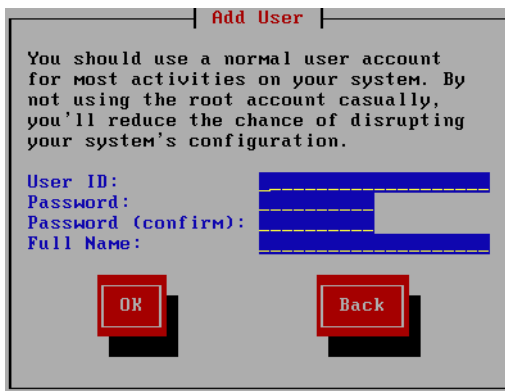 Add User
You should use a normal user account
for most activities on your system. By
not using the root account casually,
you'll reduce the chance of disrupting
your system's configuration.
User ID:
Password:
Password (confirm):
Full Name:
OK
Back